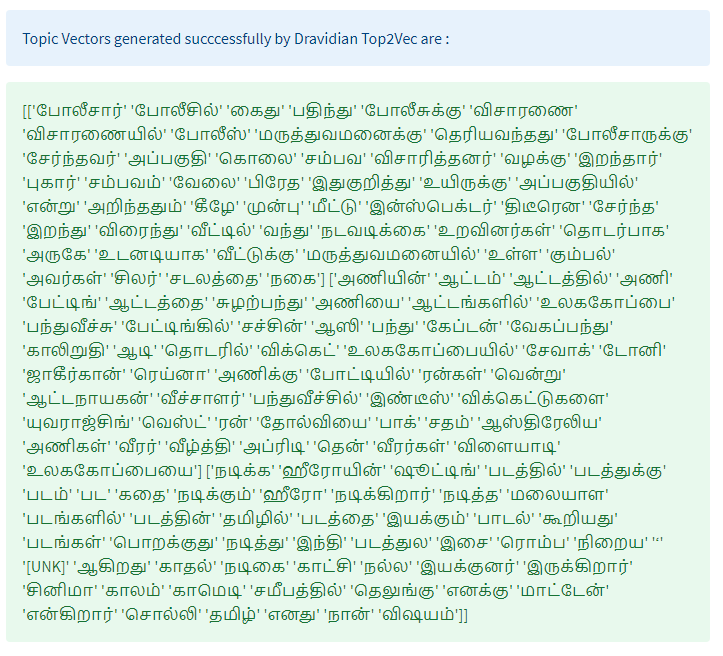 Topic Vectors generated succcessfully by Dravidian Top2Vec are :
[['போலீசார்' 'போலீசில்' 'கைது' 'பதிந்து' 'போலீசுக்கு' 'விசாரணை'
'விசாரணையில்' 'போலீஸ்' 'மருத்துவமனைக்கு' 'தெரியவந்தது' 'போலீசாருக்கு'
'சேர்ந்தவர்' 'அப்பகுதி' 'கொலை' 'சம்பவ' 'விசாரித்தனர்' 'வழக்கு' 'இறந்தார்'
'புகார்' 'சம்பவம்' 'வேலை' 'பிரேத' 'இதுகுறித்து' 'உயிருக்கு' 'அப்பகுதியில்'
'என்று' 'அறிந்ததும்' 'கீழே' 'முன்பு' 'மீட்டு' 'இன்ஸ்பெக்டர்' 'திடீரென' 'சேர்ந்த'
'இறந்து' 'விரைந்து' 'வீட்டில்' 'வந்து' 'நடவடிக்கை' 'உறவினர்கள்' 'தொடர்பாக'
'அருகே' 'உடனடியாக' 'வீட்டுக்கு' 'மருத்துவமனையில்' 'உள்ள' 'கும்பல்'
'அவர்கள்' 'சிலர்' 'சடலத்தை' 'நகை'] ['அணியின்' 'ஆட்டம்' 'ஆட்டத்தில்' 'அணி'
'பேட்டிங்' 'ஆட்டத்தை' 'சுழற்பந்து' 'அணியை' 'ஆட்டங்களில்' 'உலககோப்பை'
'பந்துவீச்சு' 'பேட்டிங்கில்' 'சச்சின்' 'ஆஸி' 'பந்து' 'கேப்டன்' 'வேகப்பந்து'
'காலிறுதி' 'ஆடி' 'தொடரில்' 'விக்கெட்' 'உலககோப்பையில்' 'சேவாக்' 'டோனி'
'ஜாகீர்கான்' 'ரெய்னா' 'அணிக்கு' 'போட்டியில்' 'ரன்கள்' 'வென்று'
'ஆட்டநாயகன்' 'வீச்சாளர்' 'பந்துவீச்சில்' 'இண்டீஸ்' 'விக்கெட்டுகளை'
'யுவராஜ்சிங்' 'வெஸ்ட்' 'ரன்' 'தோல்வியை' 'பாக்' 'சதம்' 'ஆஸ்திரேலிய'
'அணிகள்' 'வீரர்' 'வீழ்த்தி' 'அப்ரிடி' 'தென்' 'வீரர்கள்' 'விளையாடி'
'உலககோப்பையை'] ['நடிக்க' 'ஹீரோயின்' 'ஷூட்டிங்' 'படத்தில்' 'படத்துக்கு'
'படம்' 'பட' 'கதை' 'நடிக்கும்' 'ஹீரோ' 'நடிக்கிறார்' 'நடித்த' 'மலையாள'
'படங்களில்' 'படத்தின்' 'தமிழில்' 'படத்தை' 'இயக்கும்' 'பாடல்' 'கூறியது'
'படங்கள்' 'பொறக்குது' 'நடித்து' 'இந்தி' 'படத்துல' 'இசை' 'ரொம்ப' 'நிறைய' '‘'
'[UNK]' 'ஆகிறது' 'காதல்' 'நடிகை' 'காட்சி' 'நல்ல' 'இயக்குனர்' 'இருக்கிறார்'
'சினிமா' 'காலம்' 'காமெடி' 'சமீபத்தில்' 'தெலுங்கு' 'எனக்கு' 'மாட்டேன்'
'என்கிறார்' 'சொல்லி' 'தமிழ்' 'எனது' 'நான்' 'விஷயம்']]